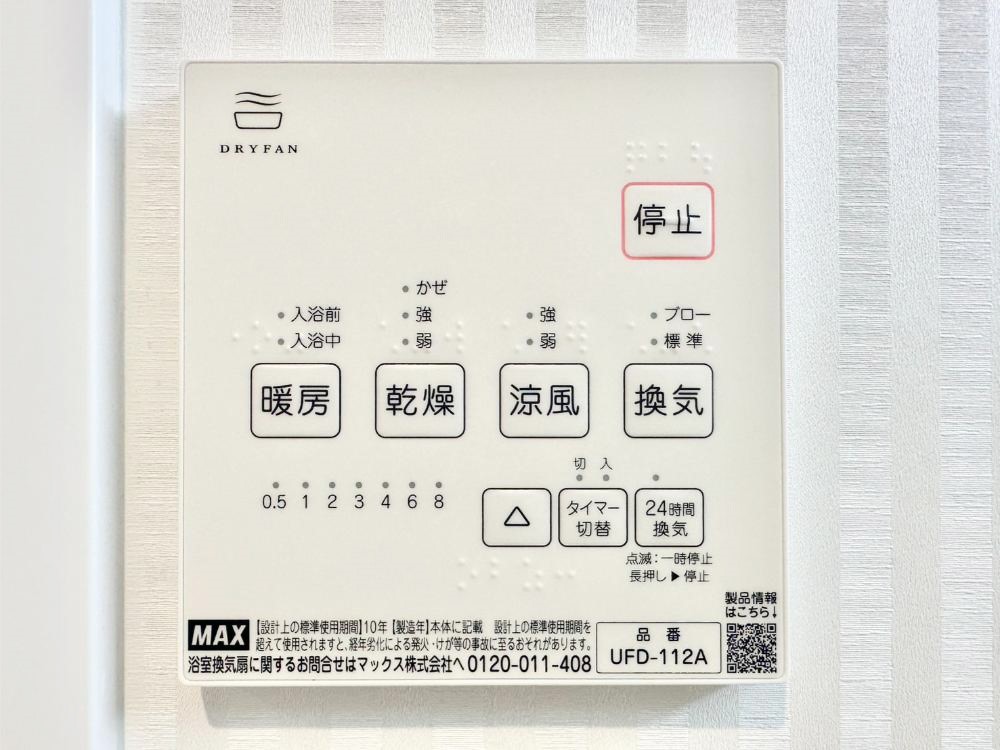 DRYFAN
停止
かぜ
入浴前 強 強 ブロー
入浴中 弱 弱 標準
暖房 乾燥 涼風 換気
切 入
0.5 1 2 3 4 6 8
△
タイマー
切替
24時間
換気
点滅：一時停止
長押し▶停止
製品情報
はこちら↓
MAX
【設計上の標準使用期間】10年 【製造年】本体に記載 設計上の標準使用期間を
超えて使用されますと、経年劣化による発火・けが等の事故に至るおそれがあります。
浴室換気扇に関するお問合せはマックス株式会社へ 0120-011-408
品番
UFD-112A